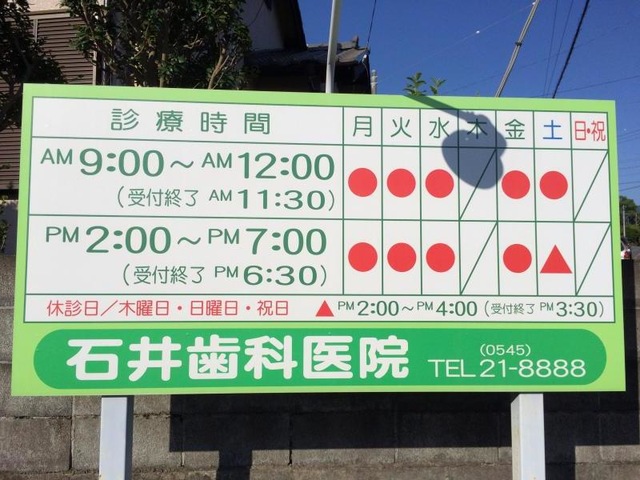 診療時間 月 火 水 木 金 土 日・祝
AM 9:00～AM 12:00 ● ● ● ／ ● ● ／
(受付終了 AM 11:30)
PM 2:00～PM 7:00 ● ● ● ／ ● ▲ ／
(受付終了 PM 6:30)
休診日／木曜日・日曜日・祝日 ▲PM 2:00～PM 4:00 (受付終了 PM 3:30)
石井歯科医院 TEL (0545) 21-8888